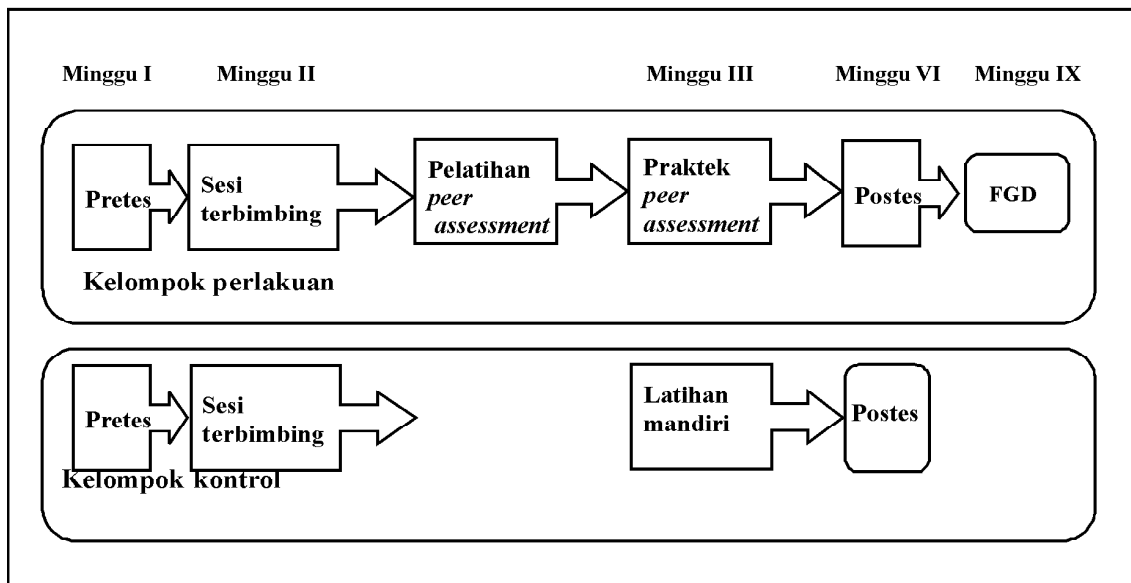 Minggu I Minggu II Minggu III Minggu VI Minggu IX
Pretes
Sesi
terbimbing
Pelatihan
peer
assessment
Praktek
peer
assessment
Postes
FGD
Kelompok perlakuan
Pretes
Sesi
terbimbing
Latihan
mandiri
Postes
Kelompok kontrol